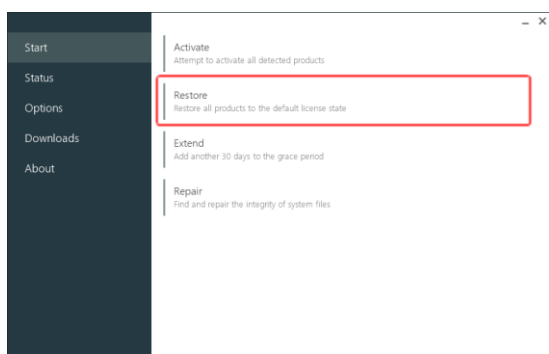 Start
Status
Options
Downloads
About
Activate
Attempt to activate all detected products
Restore
Restore all products to the default license state
Extend
Add another 30 days to the grace period
Repair
Find and repair the integrity of system files